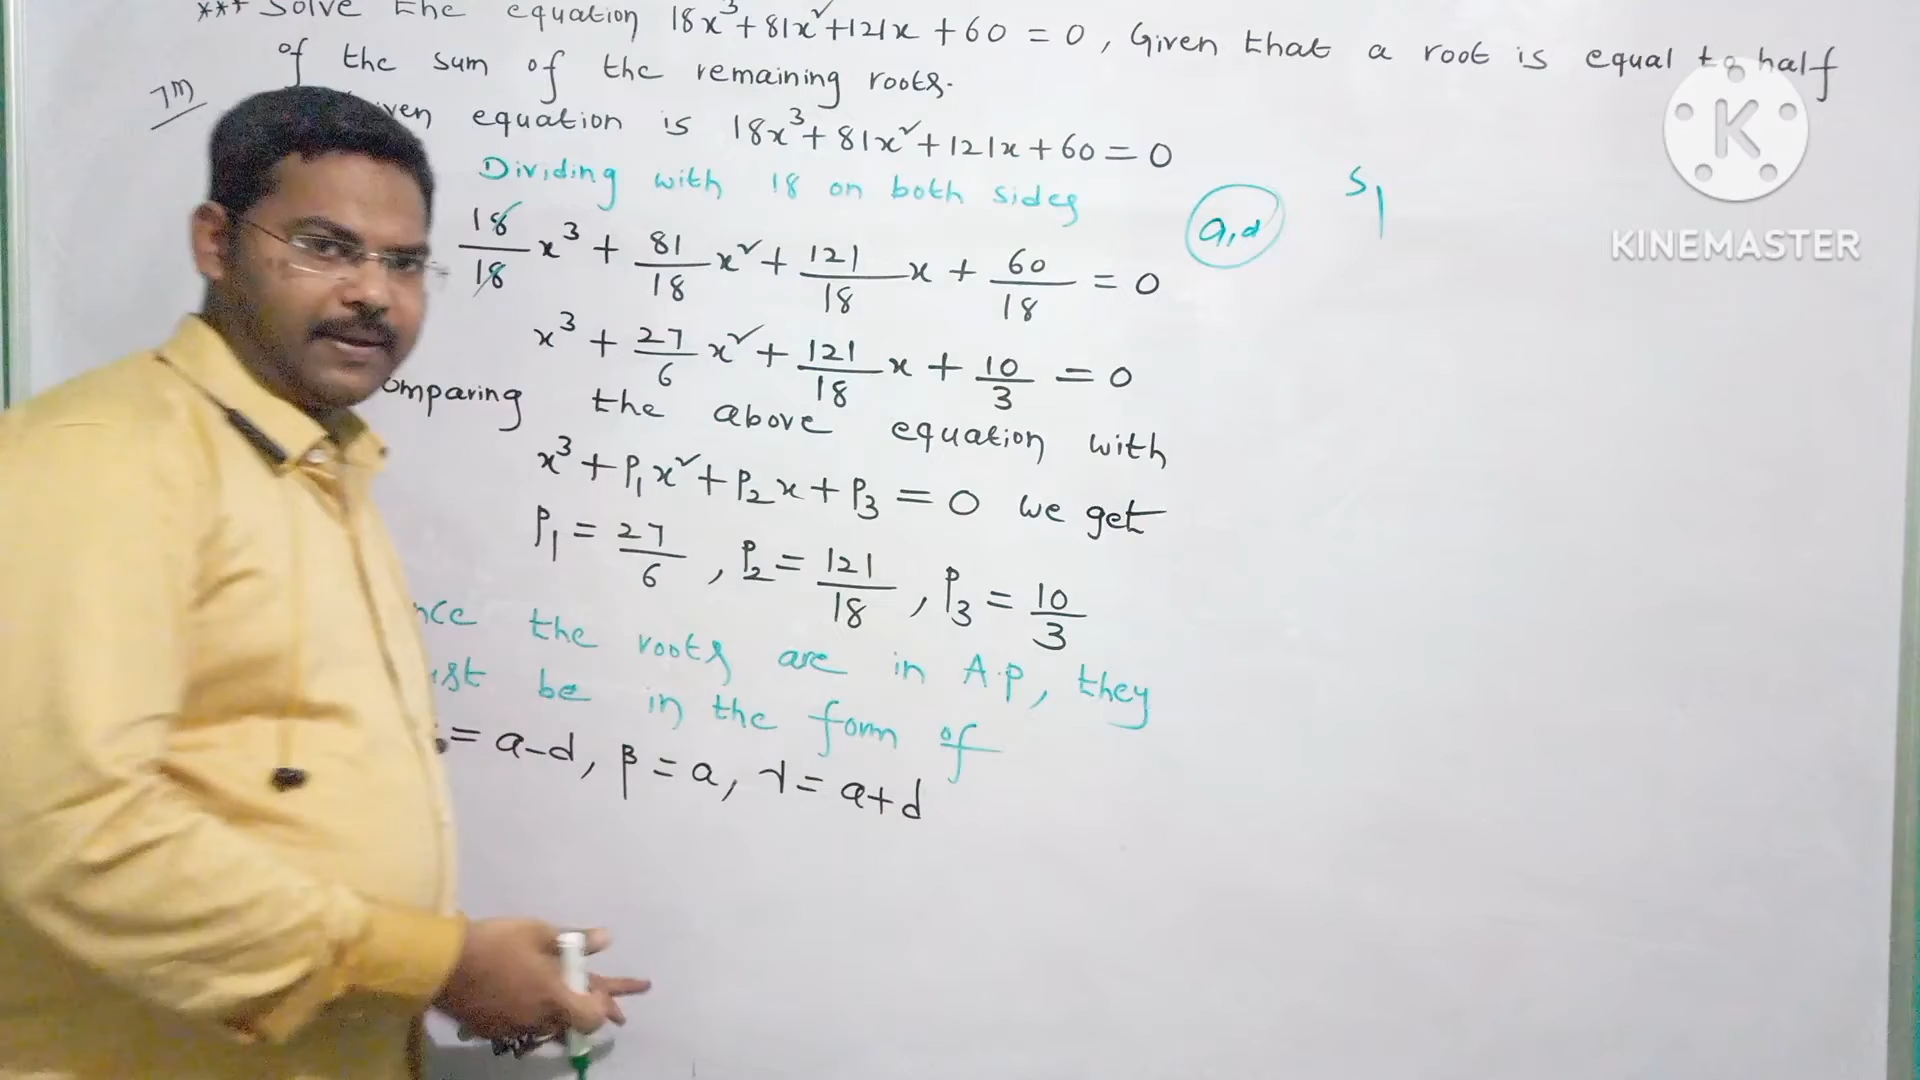 *** Solve the equation 18x³+81x²+121x+60=0, Given that a root is equal to half
of the sum of the remaining roots.
7m
equation is 18x³+81x²+121x+60=0
Dividing with 18 on both sides
a,d
S1
KINEMASTER
18/18 x³ + 81/18 x² + 121/18 x + 60/18 = 0
x³ + 27/6 x² + 121/18 x + 10/3 = 0
omparing the above equation with
x³+P₁x²+P₂x+P₃=0 we get
P₁=27/6, P₂=121/18, P₃=10/3
nce the roots are in A.P, they
ust be in the form of
= a-d, β=a, γ=a+d